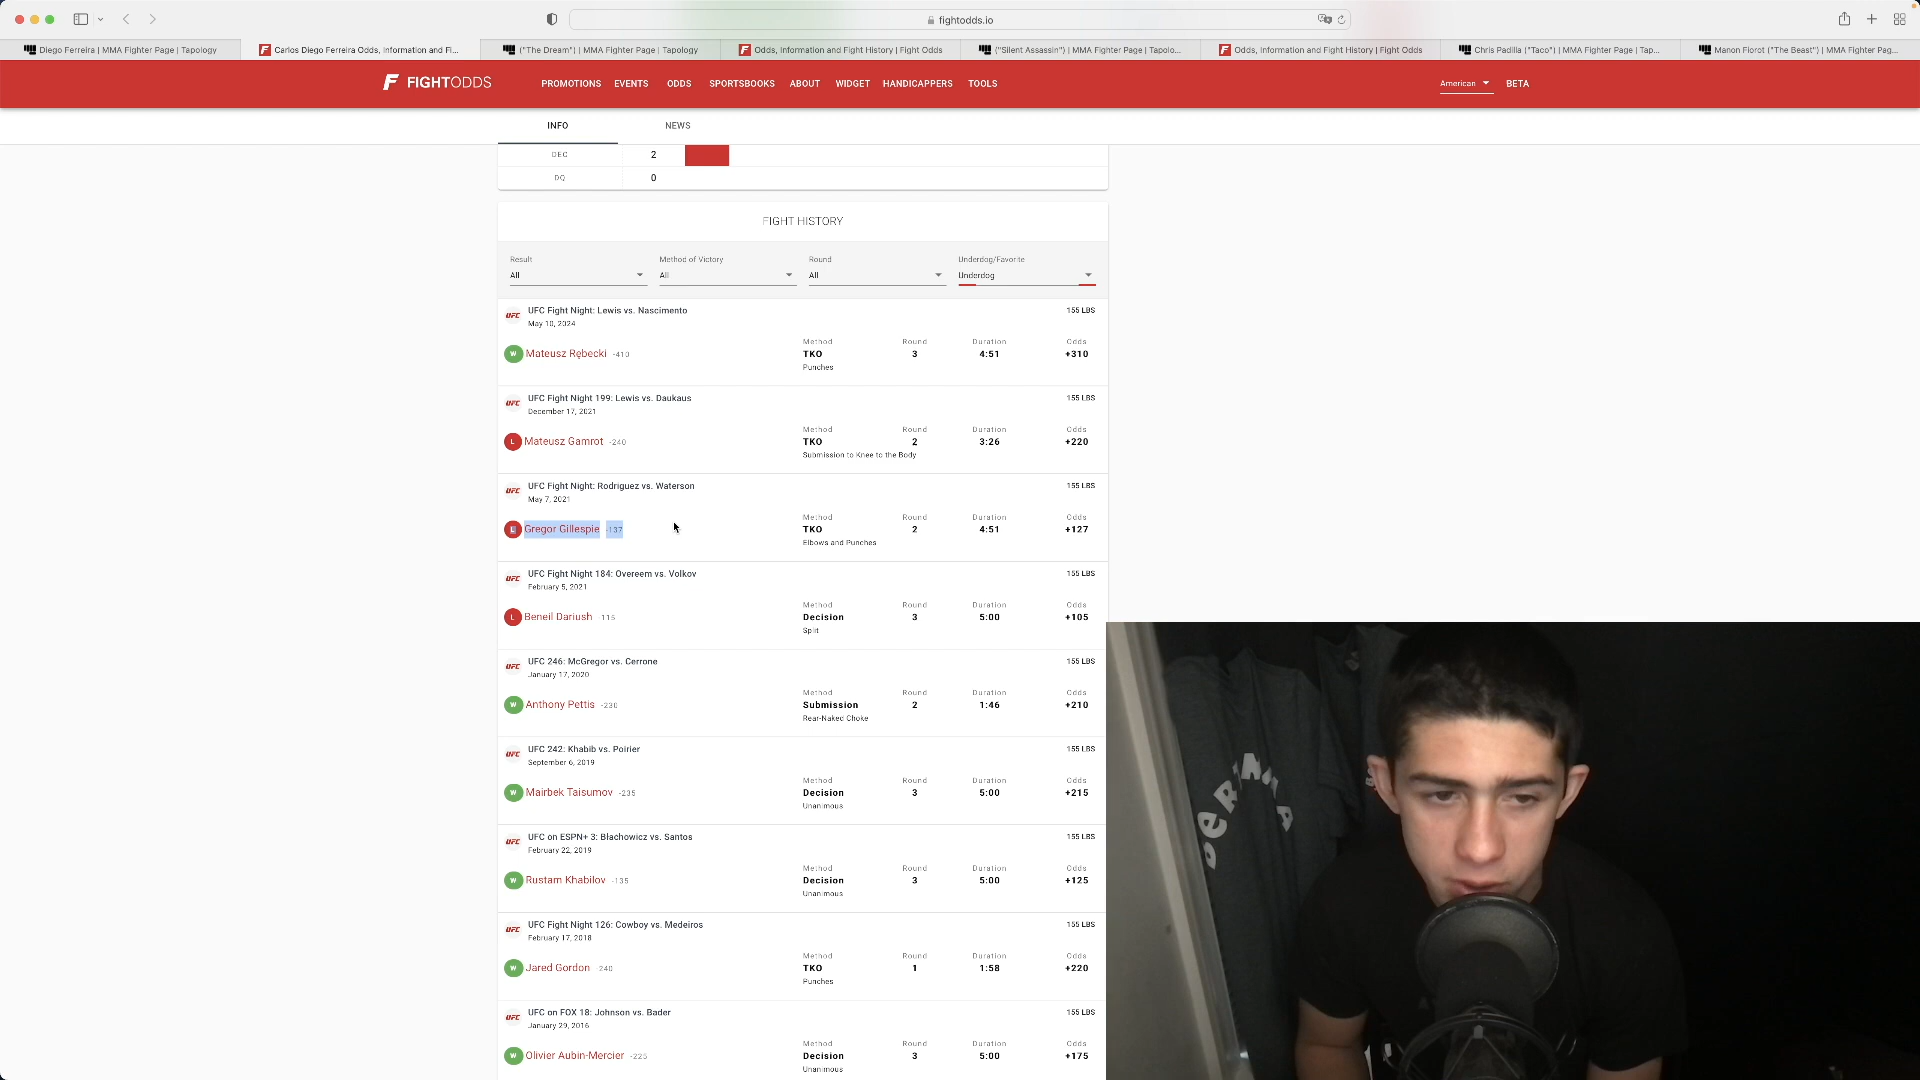 fightodds.io
Diego Ferreira | MMA Fighter Page | Tapology
Carlos Diego Ferreira Odds, Information and Fi...
("The Dream") | MMA Fighter Page | Tapology
Odds, Information and Fight History | Fight Odds
("Silent Assassin") | MMA Fighter Page | Tapolo...
Odds, Information and Fight History | Fight Odds
Chris Padilla ("Taco") | MMA Fighter Page | Tap...
Manon Fiorot ("The Beast") | MMA Fighter Pag...
FIGHTODDS PROMOTIONS EVENTS ODDS SPORTSBOOKS ABOUT WIDGET HANDICAPPERS TOOLS American BETA
INFO NEWS
DEC 2
DQ 0
FIGHT HISTORY
Result Method of Victory Round Underdog/Favorite
All All All Underdog
UFC UFC Fight Night: Lewis vs. Nascimento 155 LBS
May 10, 2024
Method Round Duration Odds
W Mateusz Rębecki -410 TKO 3 4:51 +310
Punches
UFC UFC Fight Night 199: Lewis vs. Daukaus 155 LBS
December 17, 2021
Method Round Duration Odds
L Mateusz Gamrot -240 TKO 2 3:26 +220
Submission to Knee to the Body
UFC UFC Fight Night: Rodriguez vs. Waterson 155 LBS
May 7, 2021
Method Round Duration Odds
L Gregor Gillespie -137 TKO 2 4:51 +127
Elbows and Punches
UFC UFC Fight Night 184: Overeem vs. Volkov 155 LBS
February 5, 2021
Method Round Duration Odds
L Beneil Dariush -115 Decision 3 5:00 +105
Split
UFC UFC 246: McGregor vs. Cerrone 155 LBS
January 17, 2020
Method Round Duration Odds
W Anthony Pettis -230 Submission 2 1:46 +210
Rear-Naked Choke
UFC UFC 242: Khabib vs. Poirier 155 LBS
September 6, 2019
Method Round Duration Odds
W Mairbek Taisumov -235 Decision 3 5:00 +215
Unanimous
UFC UFC on ESPN+ 3: Błachowicz vs. Santos 155 LBS
February 22, 2019
Method Round Duration Odds
W Rustam Khabilov -135 Decision 3 5:00 +125
Unanimous
UFC UFC Fight Night 126: Cowboy vs. Medeiros 155 LBS
February 17, 2018
Method Round Duration Odds
W Jared Gordon -240 TKO 1 1:58 +220
Punches
UFC UFC on FOX 18: Johnson vs. Bader 155 LBS
January 29, 2016
Method Round Duration Odds
W Olivier Aubin-Mercier -225 Decision 3 5:00 +175
Unanimous